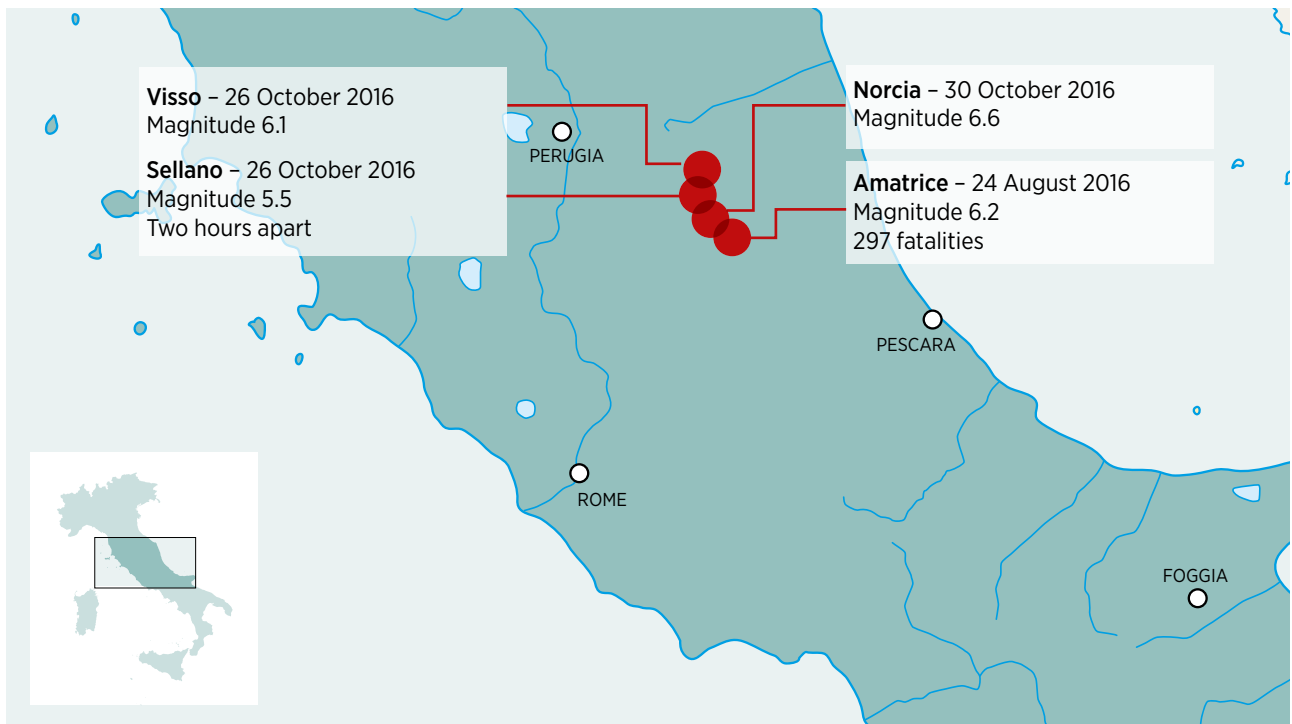 Visso – 26 October 2016
Magnitude 6.1
Sellano – 26 October 2016
Magnitude 5.5
Two hours apart
Norcia – 30 October 2016
Magnitude 6.6
Amatrice – 24 August 2016
Magnitude 6.2
297 fatalities
PERUGIA
PESCARA
ROME
FOGGIA